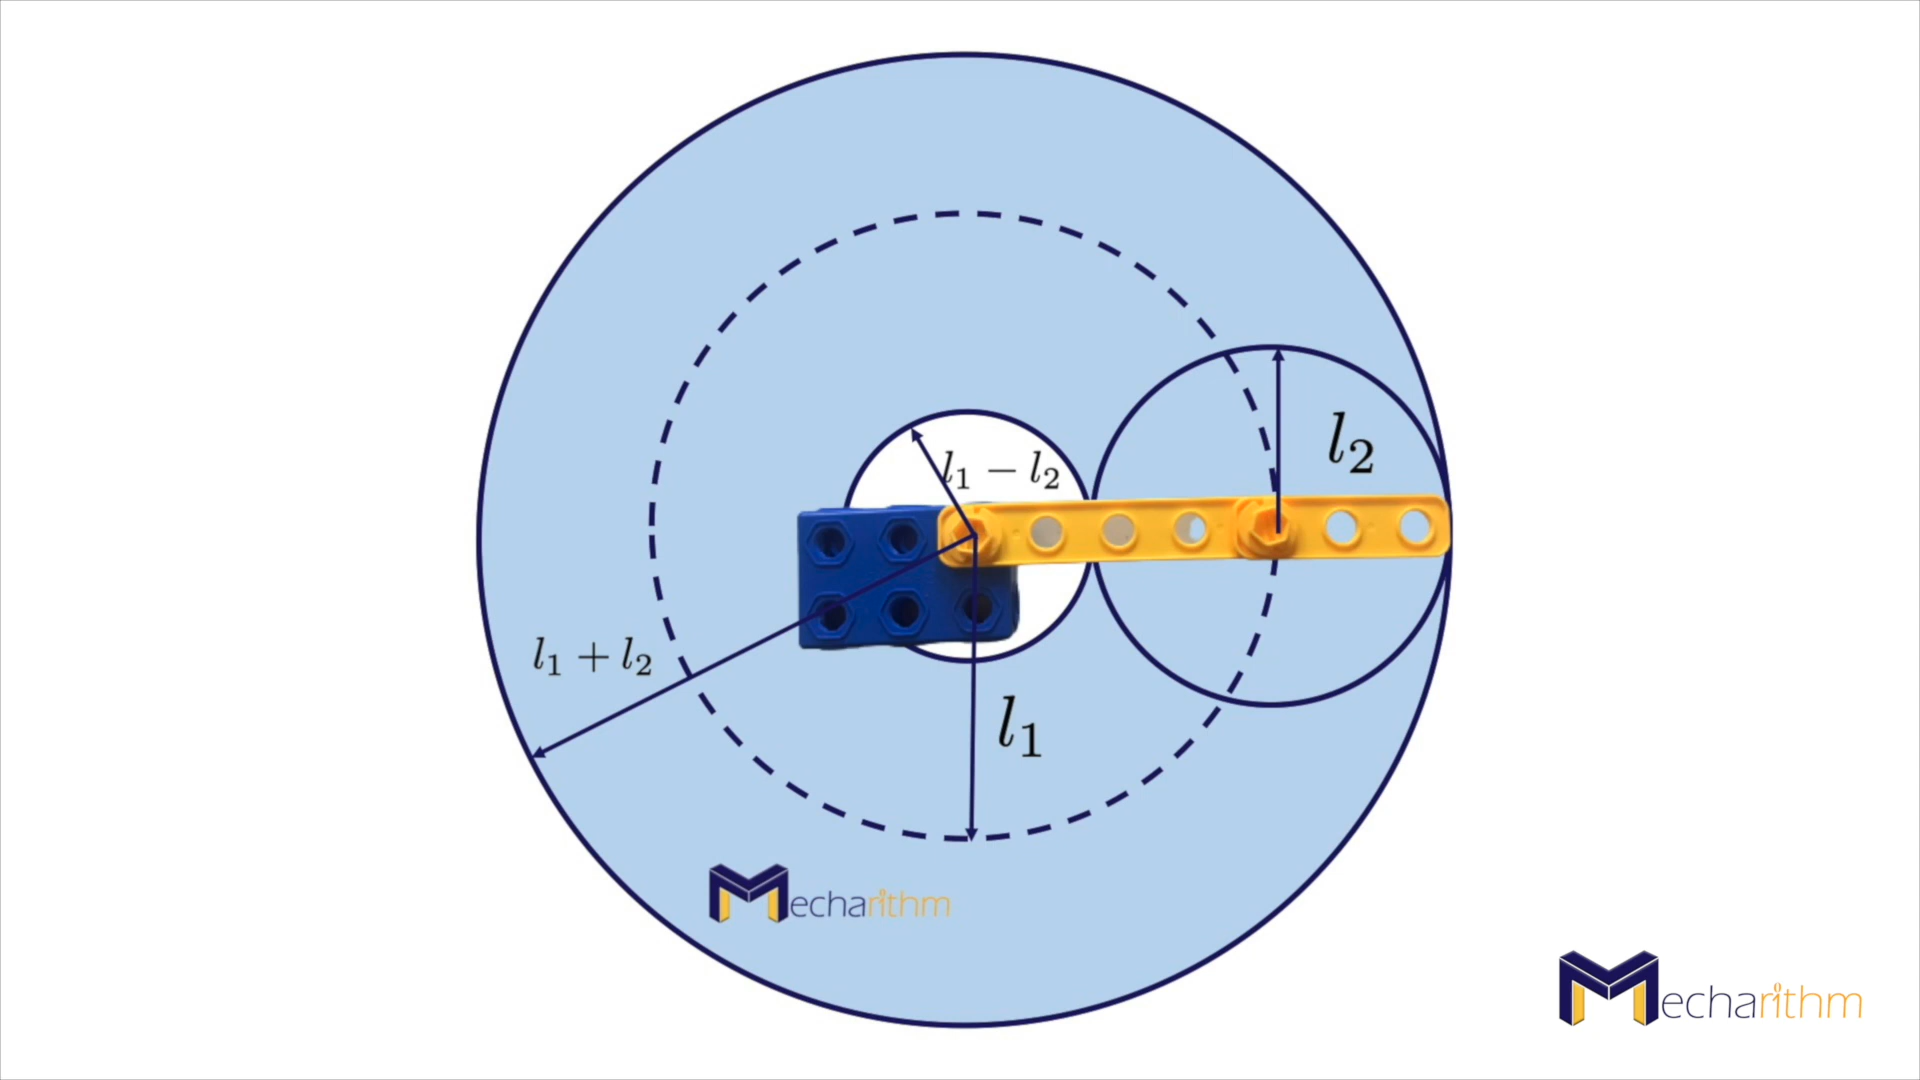 l₂
l₁ − l₂
l₁ + l₂
l₁
Mecharithm
Mecharithm